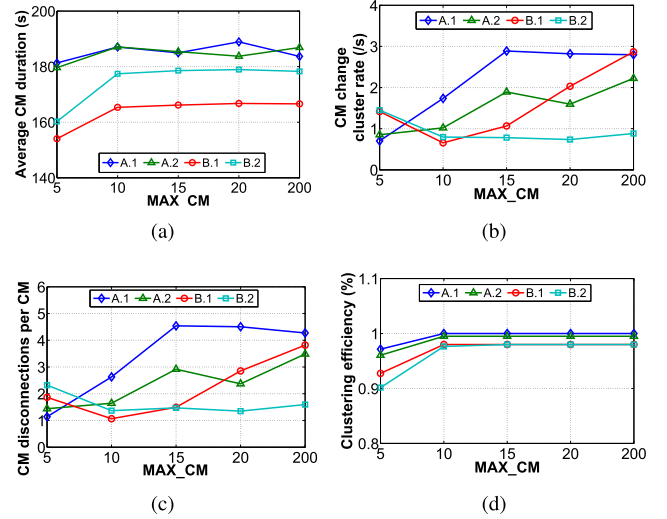 Average CM duration (s)
200
180
160
140
A.1 A.2 B.1 B.2
5 10 15 20 200
MAX_CM
(a)
CM change
cluster rate (/s)
4
3
2
1
0
A.1 A.2 B.1 B.2
5 10 15 20 200
MAX_CM
(b)
CM disconnections per CM
6
5
4
3
2
1
0
A.1 A.2 B.1 B.2
5 10 15 20 200
MAX_CM
(c)
Clustering efficiency (%)
1.1
1
0.9
0.8
A.1 A.2 B.1 B.2
5 10 15 20 200
MAX_CM
(d)